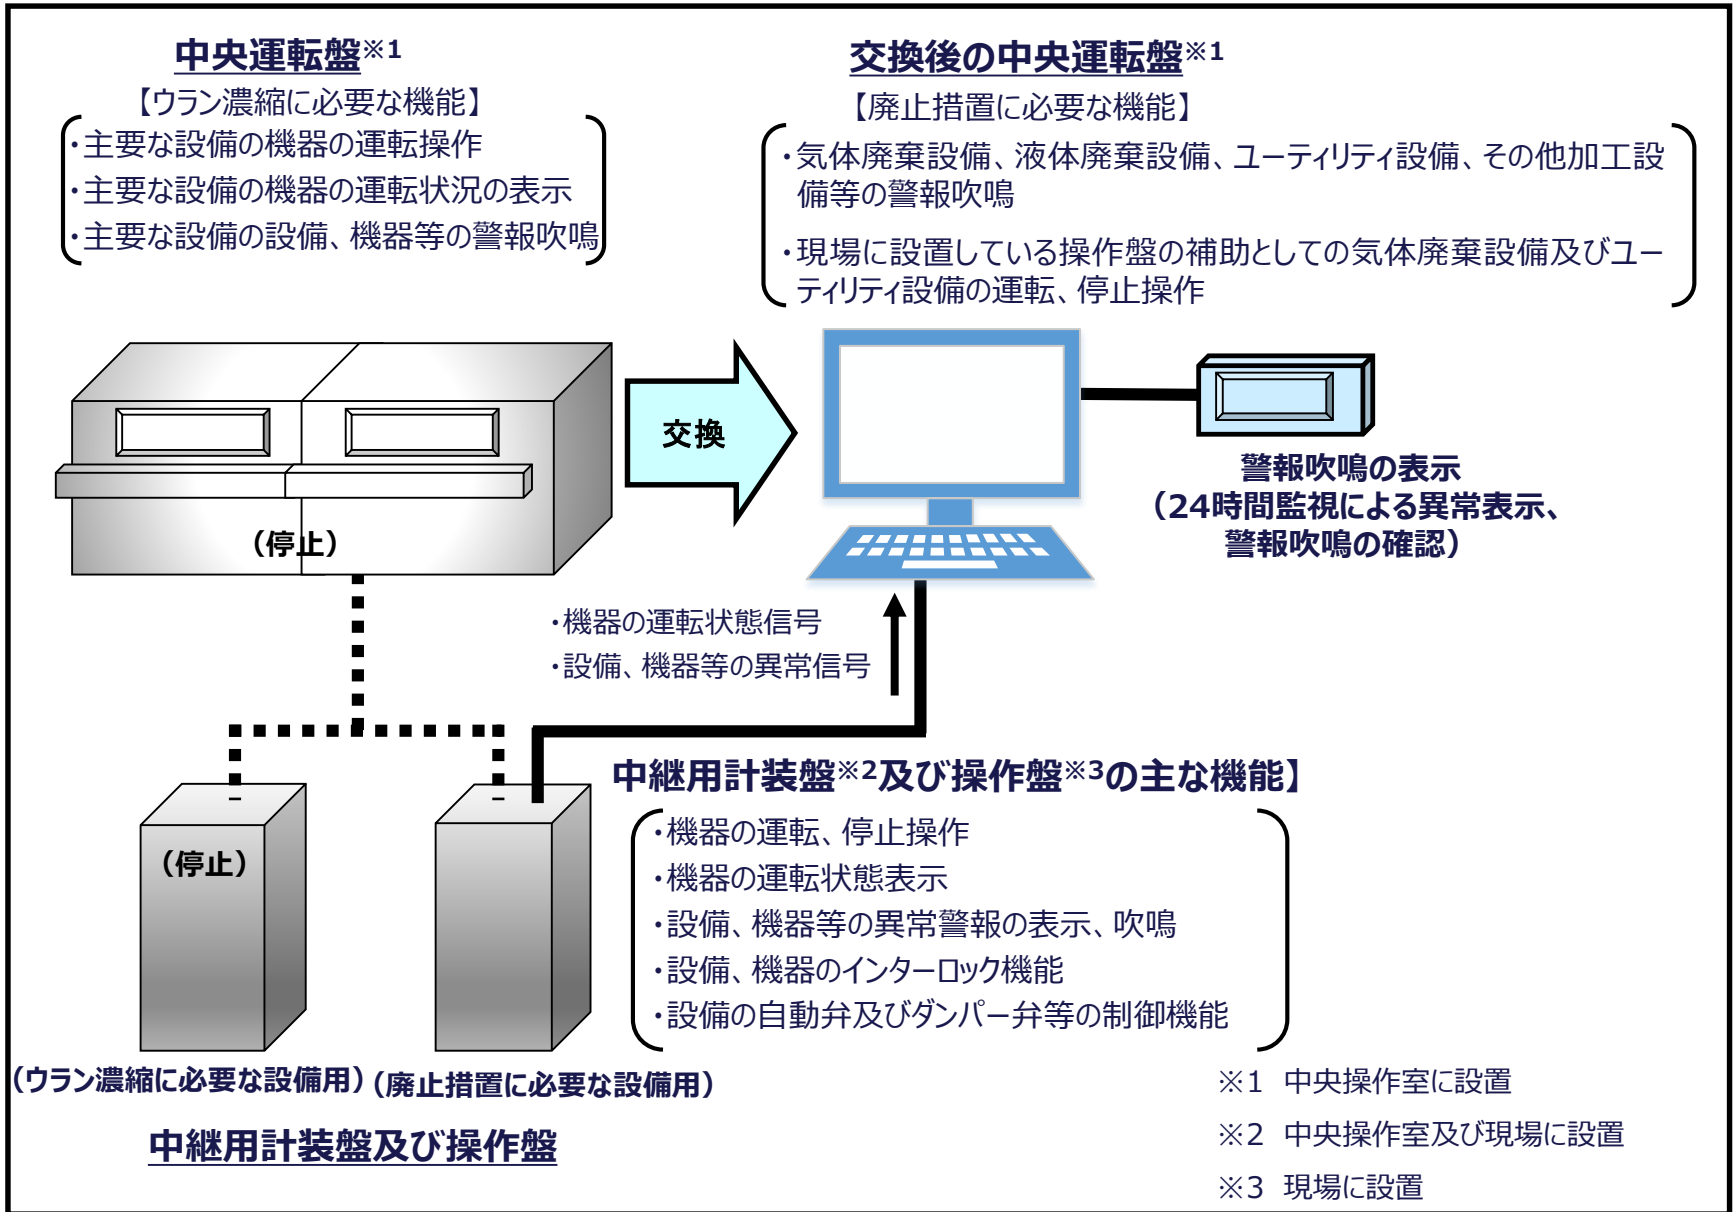 中央運転盤※1
【ウラン濃縮に必要な機能】
・主要な設備の機器の運転操作
・主要な設備の機器の運転状況の表示
・主要な設備の設備、機器等の警報吹鳴
交換後の中央運転盤※1
【廃止措置に必要な機能】
・気体廃棄設備、液体廃棄設備、ユーティリティ設備、その他加工設
備等の警報吹鳴
・現場に設置している操作盤の補助としての気体廃棄設備及びユー
ティリティ設備の運転、停止操作
（停止）
交換
警報吹鳴の表示
（24時間監視による異常表示、
警報吹鳴の確認）
・機器の運転状態信号
・設備、機器等の異常信号
中継用計装盤※2及び操作盤※3の主な機能】
・機器の運転、停止操作
・機器の運転状態表示
・設備、機器等の異常警報の表示、吹鳴
・設備、機器のインターロック機能
・設備の自動弁及びダンパー弁等の制御機能
（停止）
（ウラン濃縮に必要な設備用）
（廃止措置に必要な設備用）
中継用計装盤及び操作盤
※1 中央操作室に設置
※2 中央操作室及び現場に設置
※3 現場に設置